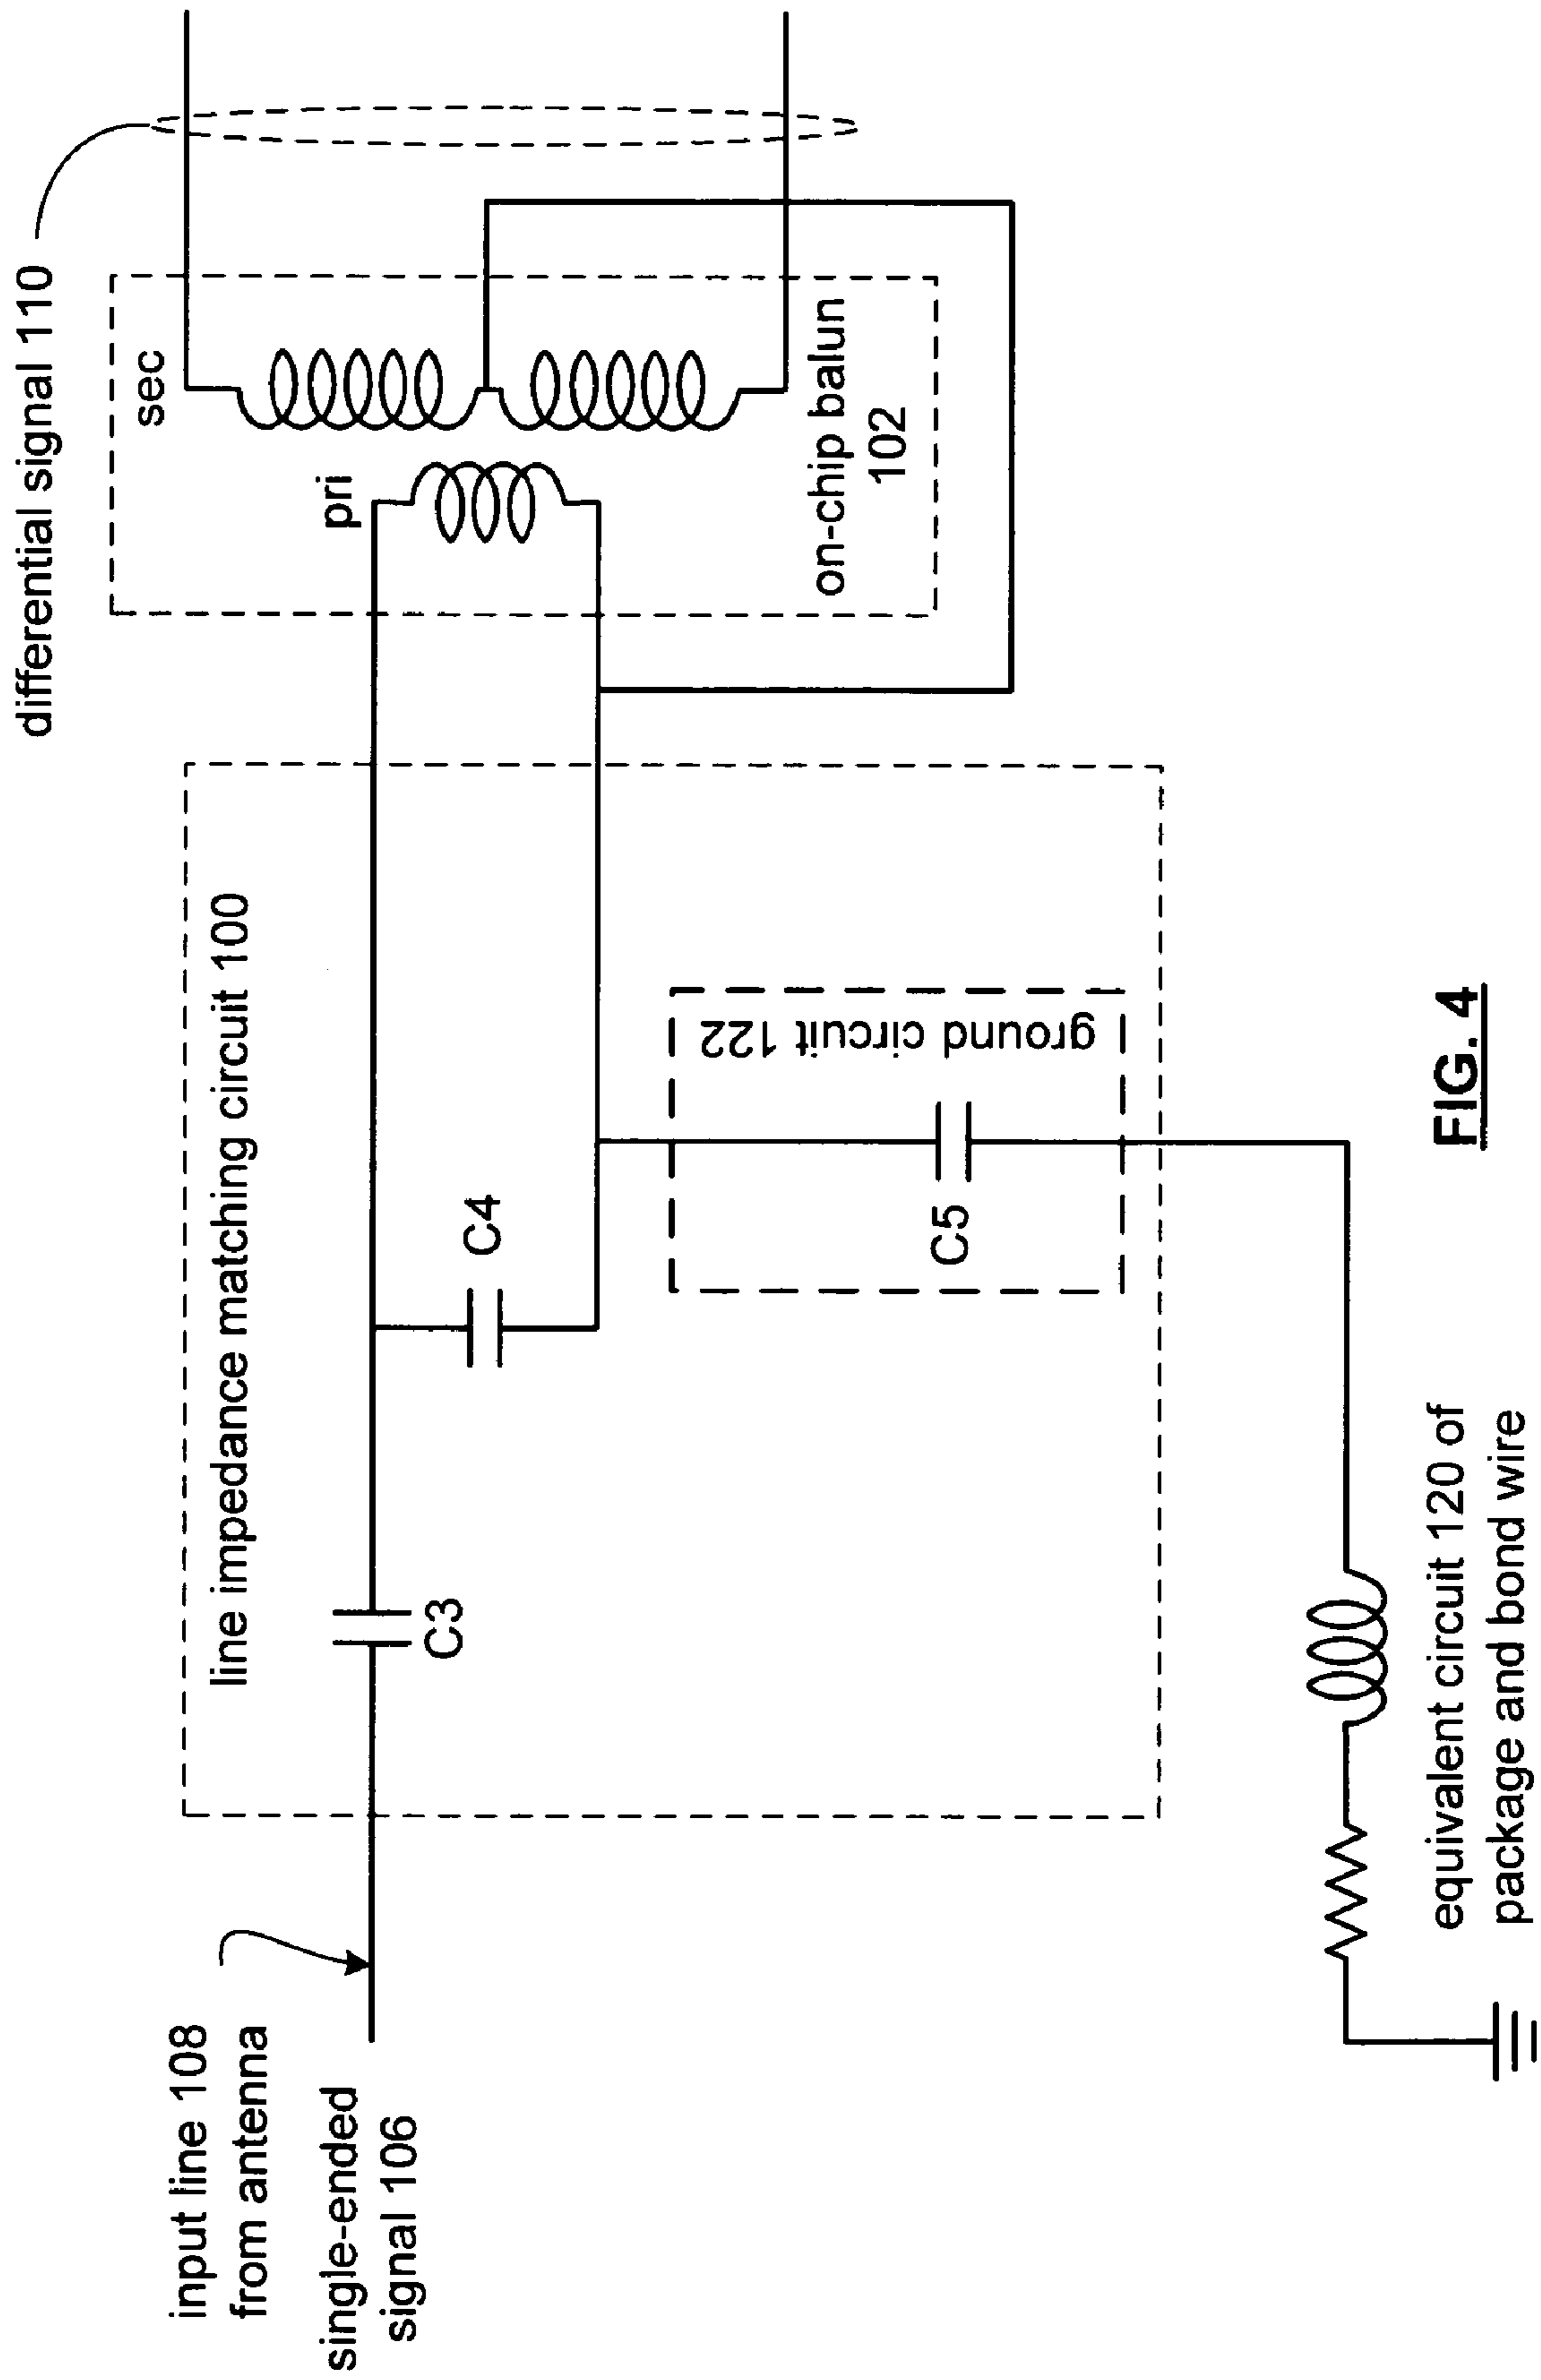 differential signal 110
line impedance matching circuit 100
sec
pri
input line 108
from antenna
single-ended
signal 106
C3
C4
on-chip balun
102
ground circuit 122
C5
equivalent circuit 120 of
package and bond wire
FIG. 4